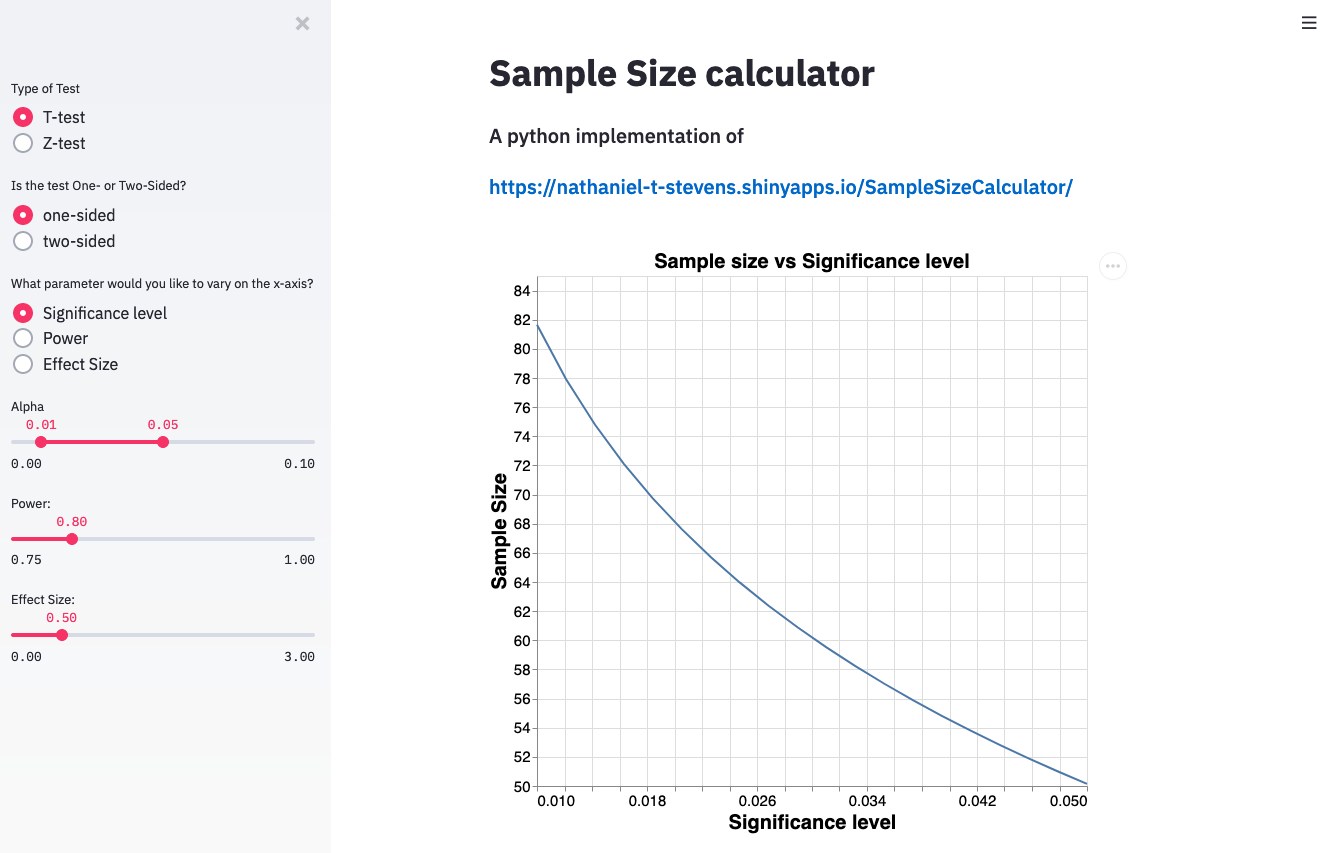 Type of Test
T-test
Z-test
Is the test One- or Two-Sided?
one-sided
two-sided
What parameter would you like to vary on the x-axis?
Significance level
Power
Effect Size
Alpha
0.01 0.05
0.00 0.10
Power:
0.80
0.75 1.00
Effect Size:
0.50
0.00 3.00
Sample Size calculator
A python implementation of
https://nathaniel-t-stevens.shinyapps.io/SampleSizeCalculator/
Sample size vs Significance level
84
82
80
78
76
74
72
70
68
66
64
62
60
58
56
54
52
50
Sample Size
0.010 0.018 0.026 0.034 0.042 0.050
Significance level